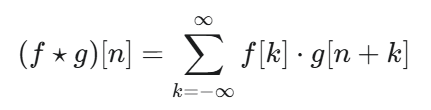 (f ⋆ g)[n] = ∑_{k=−∞}^{∞} f[k] · g[n + k]